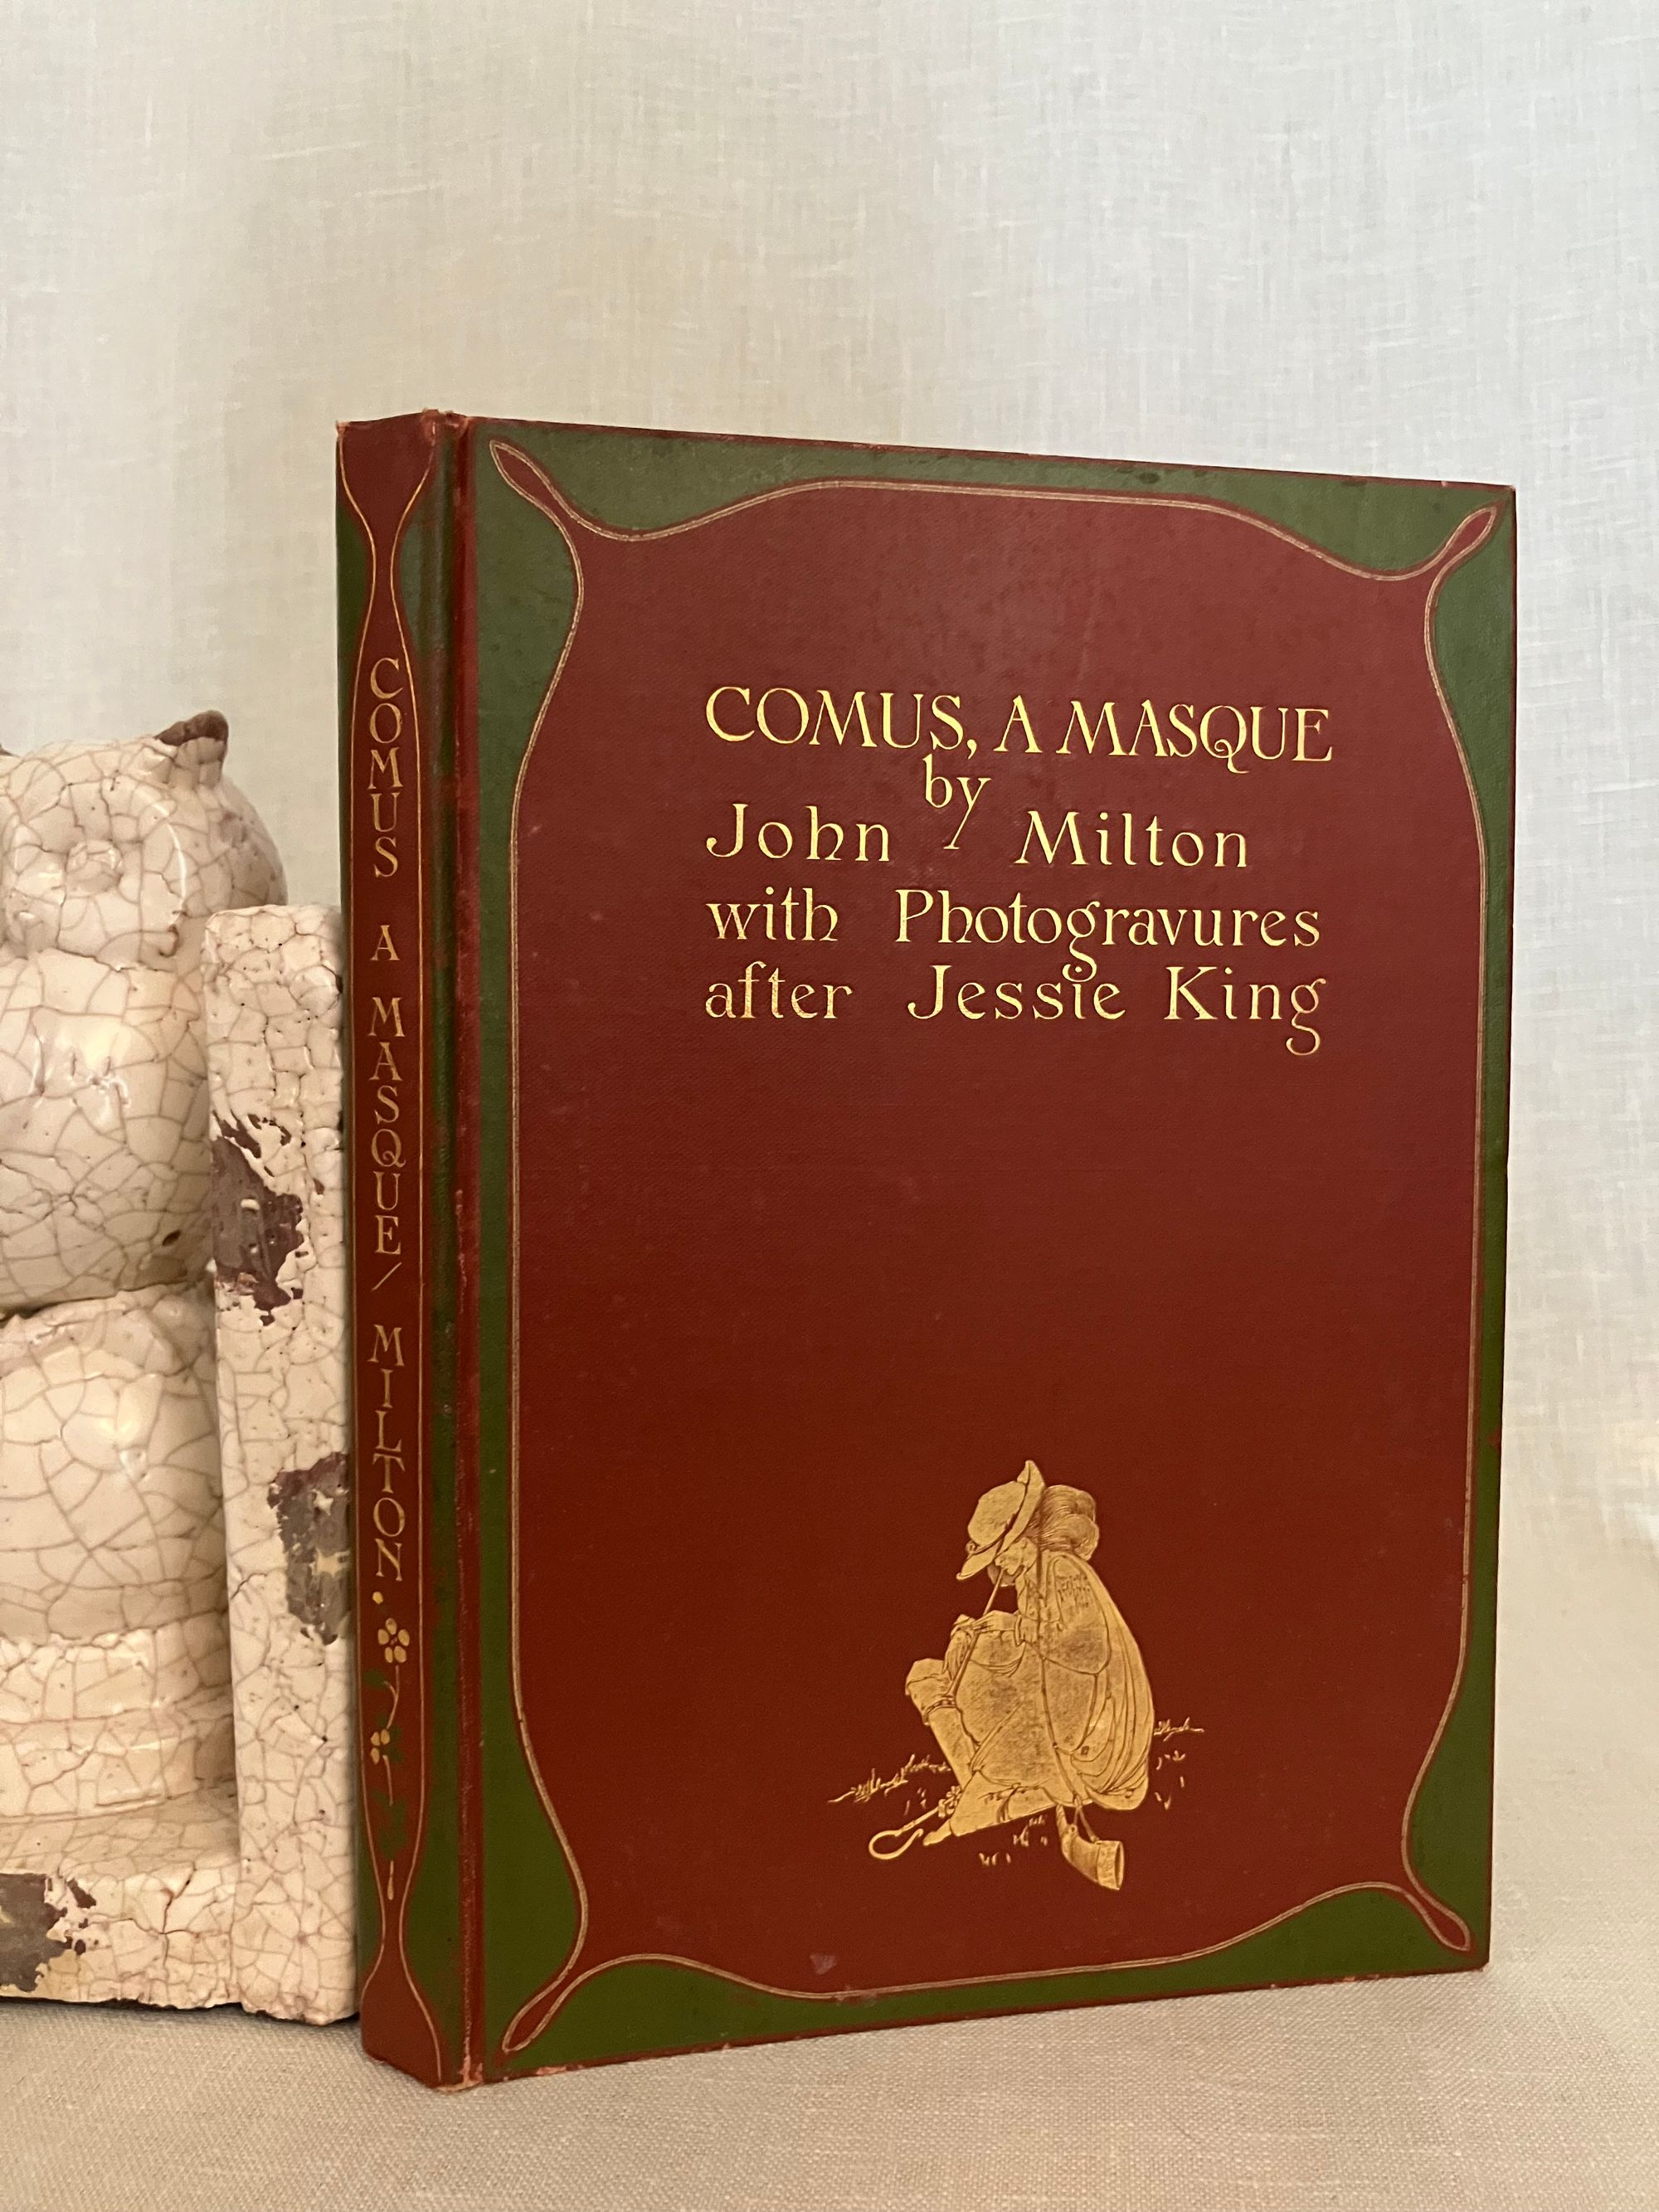 COMUS A MASQUE / MILTON
COMUS, A MASQUE
by
John Milton
with Photogravures
after Jessie King